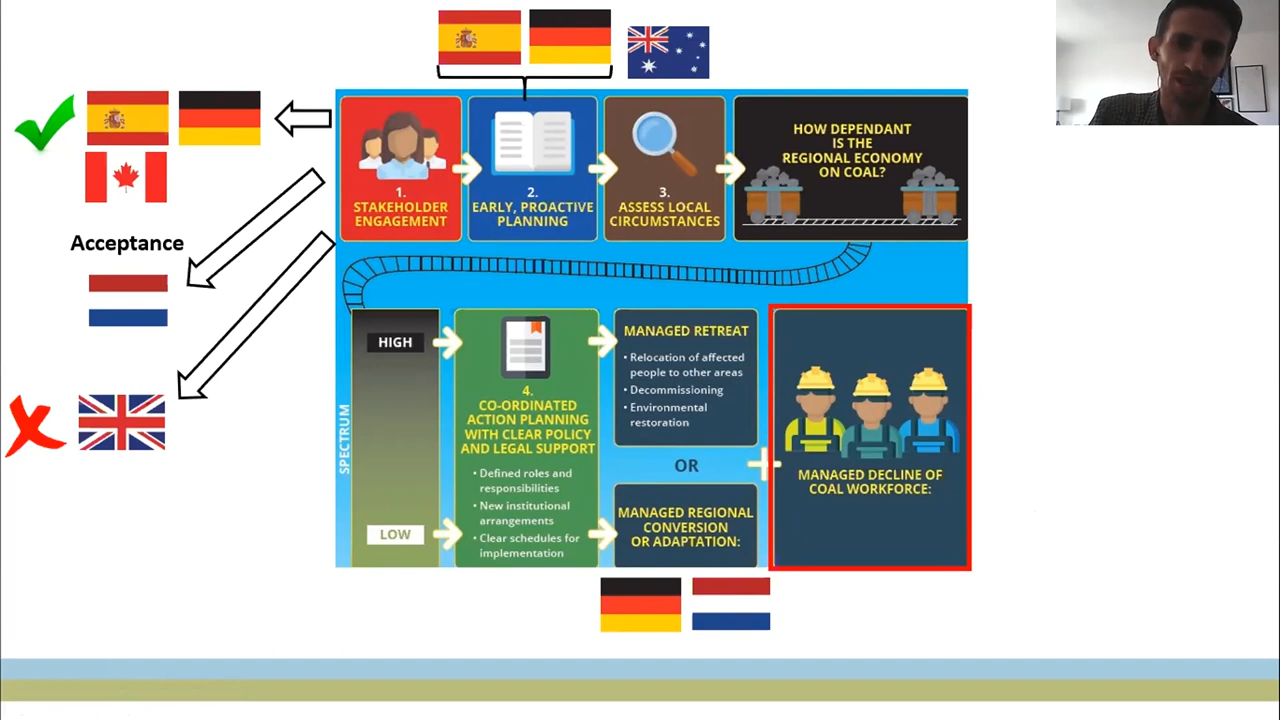 1.
STAKEHOLDER
ENGAGEMENT
2.
EARLY, PROACTIVE
PLANNING
3.
ASSESS LOCAL
CIRCUMSTANCES
HOW DEPENDANT
IS THE
REGIONAL ECONOMY
ON COAL?
Acceptance
SPECTRUM
HIGH
LOW
4.
CO-ORDINATED
ACTION PLANNING
WITH CLEAR POLICY
AND LEGAL SUPPORT
• Defined roles and
responsibilities
• New institutional
arrangements
• Clear schedules for
implementation
MANAGED RETREAT
• Relocation of affected
people to other areas
• Decommissioning
• Environmental
restoration
OR
MANAGED REGIONAL
CONVERSION
OR ADAPTATION:
MANAGED DECLINE OF
COAL WORKFORCE: